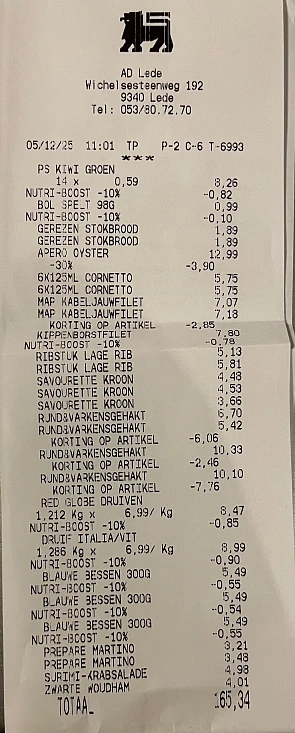 AD Lede
Wichelsesteenweg 192
9340 Lede
Tel: 053/80.72.70
05/12/25 11:01 TP P-2 C-6 T-6993
***
PS KIWI GROEN
14 x 0,59 8,26
NUTRI-BOOST -10% -0,82
BOL SPELT 98G 0,99
NUTRI-BOOST -10% -0,10
GEREZEN STOKBROOD 1,89
GEREZEN STOKBROOD 1,89
APERO OYSTER 12,99
-30% -3,90
6K125ML CORNETTO 5,75
6K125ML CORNETTO 5,75
MAP KABELJAUWFILET 7,07
MAP KABELJAUWFILET 7,18
KORTING OP ARTIKEL -2,85
KIPPENBORSTFILET 7,80
NUTRI-BOOST -10% -0,78
RIBSTUK LAGE RIB 5,13
RIBSTUK LAGE RIB 5,81
SAVOURETTE KROON 4,48
SAVOURETTE KROON 4,53
SAVOURETTE KROON 3,66
RUND&VARKENSGEHAKT 6,70
RUND&VARKENSGEHAKT 5,42
KORTING OP ARTIKEL -6,06
RUND&VARKENSGEHAKT 10,33
KORTING OP ARTIKEL -2,46
RUND&VARKENSGEHAKT 10,10
KORTING OP ARTIKEL -7,76
RED GLOBE DRUIVEN
1,212 Kg x 6,99/ Kg 8,47
NUTRI-BOOST -10% -0,85
DRUIF ITALIA/VIT
1,286 Kg x 6,99/ Kg 8,99
NUTRI-BOOST -10% -0,90
BLAUWE BESSEN 300G 5,49
NUTRI-BOOST -10% -0,55
BLAUWE BESSEN 300G 5,49
NUTRI-BOOST -10% -0,54
BLAUWE BESSEN 300G 5,49
NUTRI-BOOST -10% -0,55
PREPARE MARTINO 3,21
PREPARE MARTINO 3,48
SURIMI-KRABSALADE 4,98
ZWARTE WOUDHAM 4,01
TOTAAL 165,34